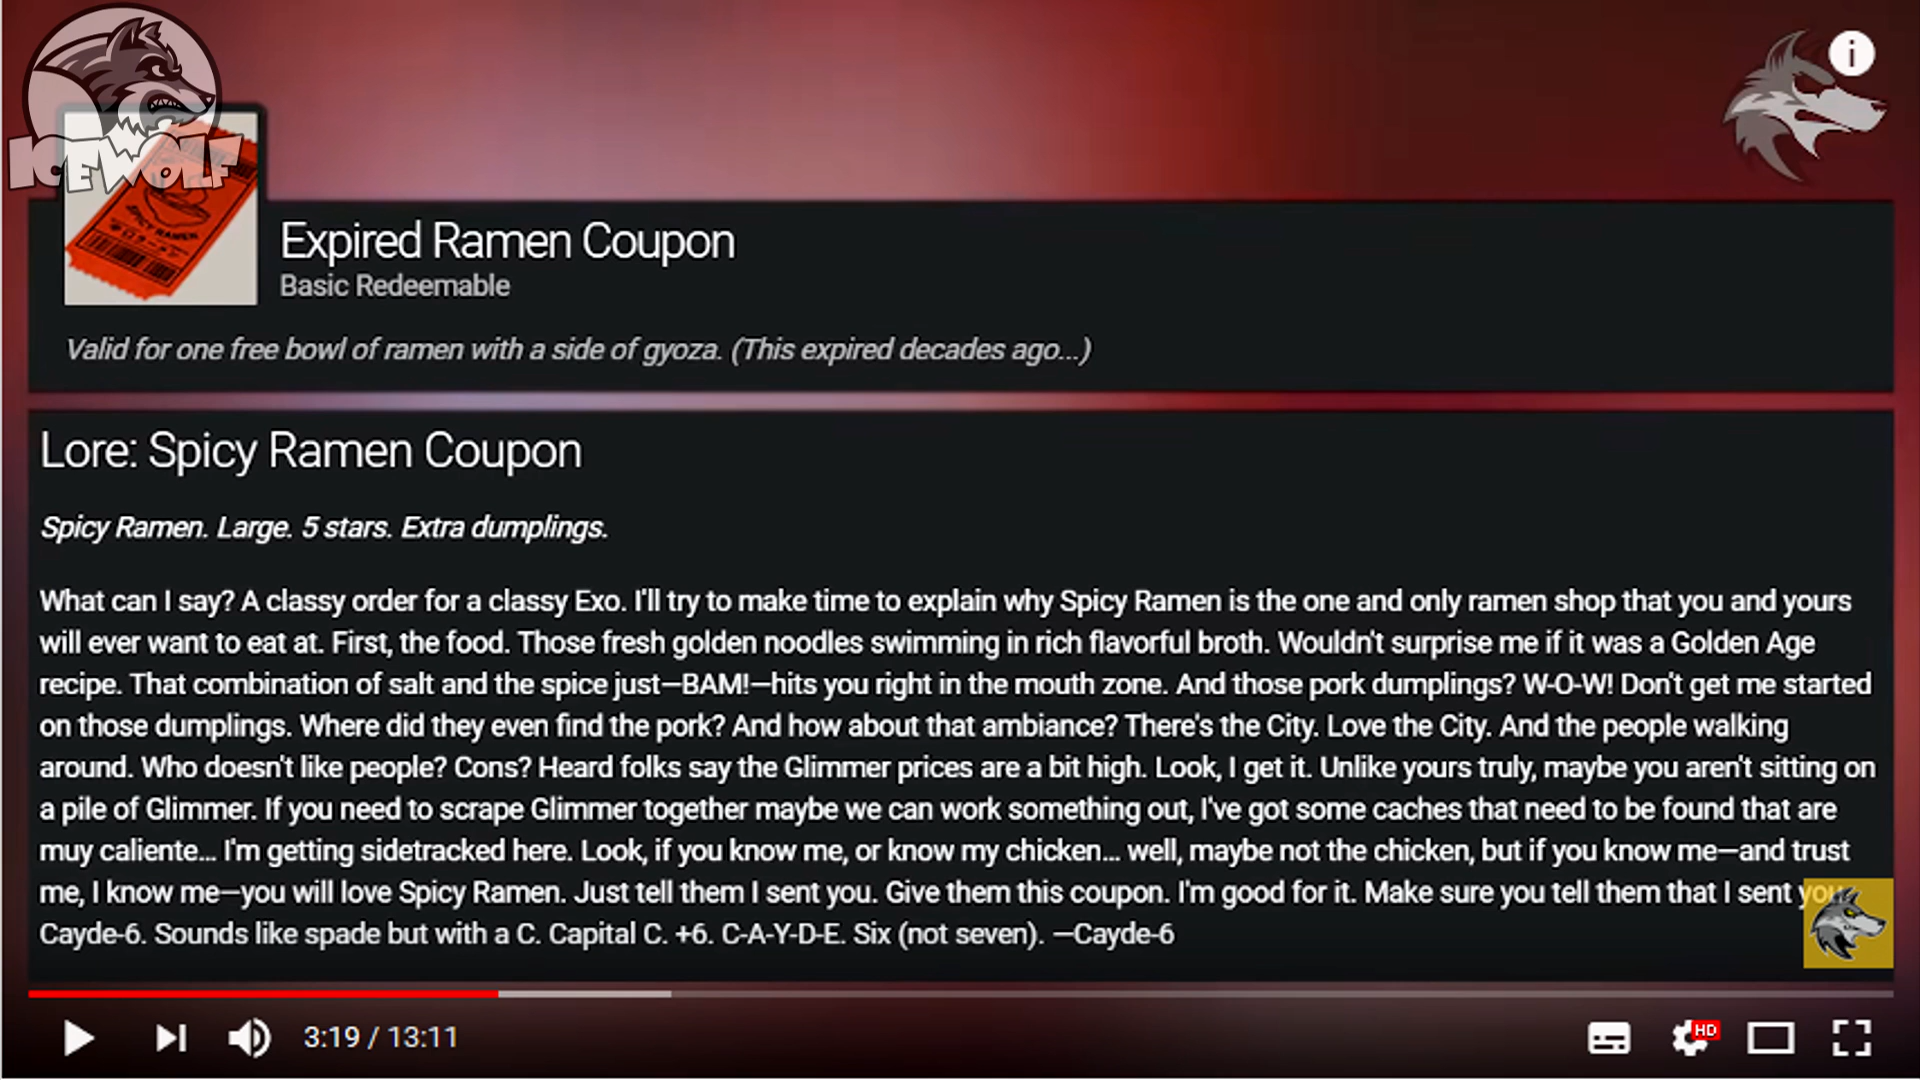 ICEWOLF
i
SPICY RAMEN
Expired Ramen Coupon
Basic Redeemable
Valid for one free bowl of ramen with a side of gyoza. (This expired decades ago...)
Lore: Spicy Ramen Coupon
Spicy Ramen. Large. 5 stars. Extra dumplings.
What can I say? A classy order for a classy Exo. I'll try to make time to explain why Spicy Ramen is the one and only ramen shop that you and yours
will ever want to eat at. First, the food. Those fresh golden noodles swimming in rich flavorful broth. Wouldn't surprise me if it was a Golden Age
recipe. That combination of salt and the spice just—BAM!—hits you right in the mouth zone. And those pork dumplings? W-O-W! Don't get me started
on those dumplings. Where did they even find the pork? And how about that ambiance? There's the City. Love the City. And the people walking
around. Who doesn't like people? Cons? Heard folks say the Glimmer prices are a bit high. Look, I get it. Unlike yours truly, maybe you aren't sitting on
a pile of Glimmer. If you need to scrape Glimmer together maybe we can work something out, I've got some caches that need to be found that are
muy caliente... I'm getting sidetracked here. Look, if you know me, or know my chicken... well, maybe not the chicken, but if you know me—and trust
me, I know me—you will love Spicy Ramen. Just tell them I sent you. Give them this coupon. I'm good for it. Make sure you tell them that I sent you.
Cayde-6. Sounds like spade but with a C. Capital C. +6. C-A-Y-D-E. Six (not seven). —Cayde-6
3:19 / 13:11
HD